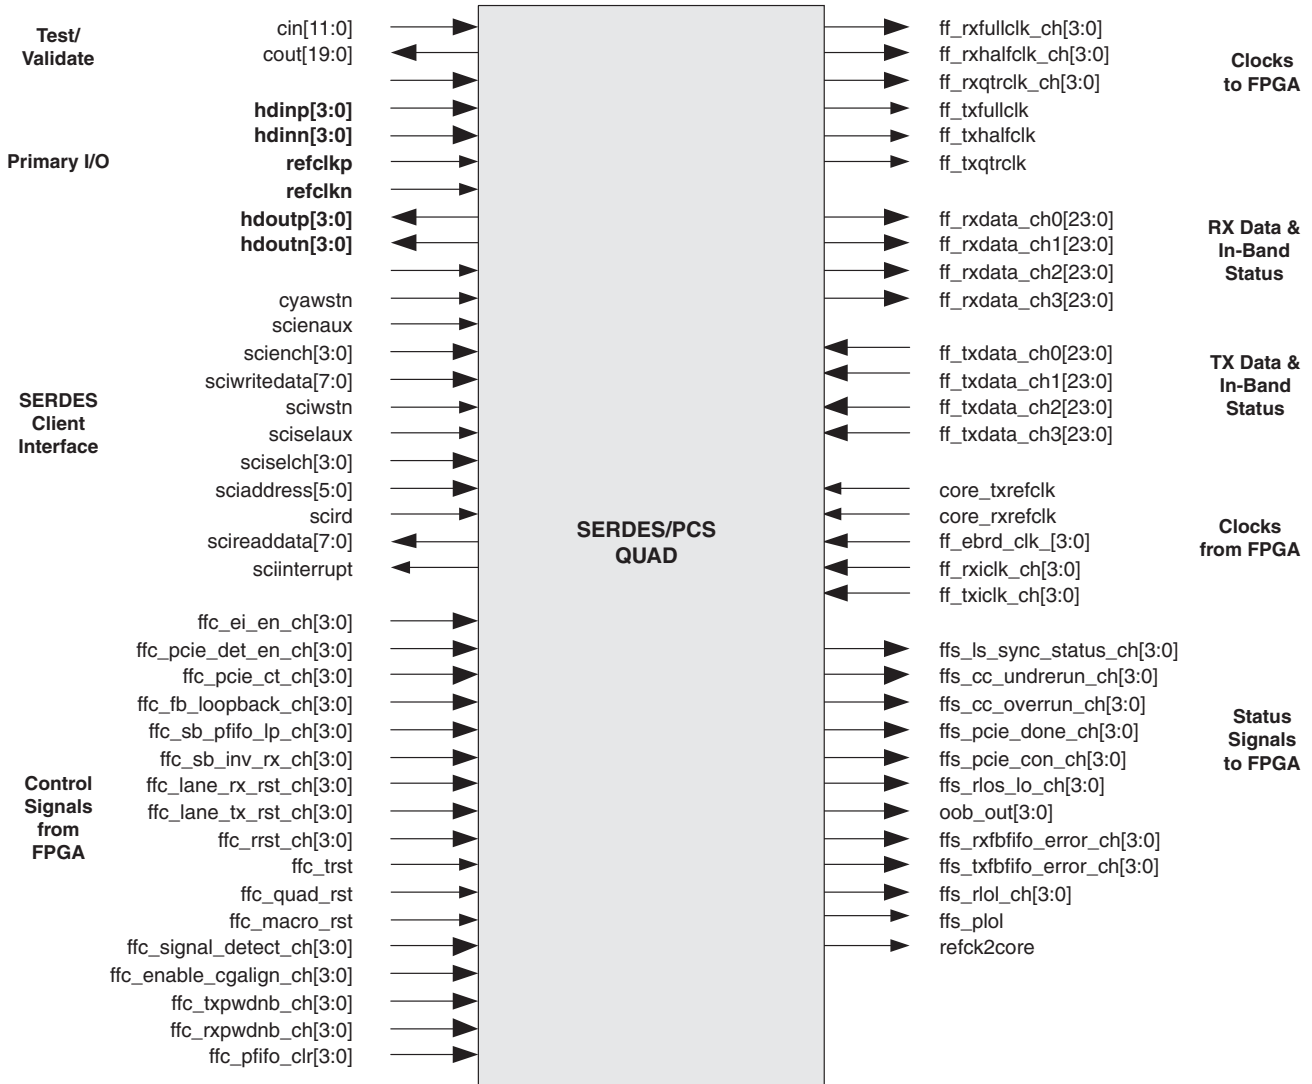 Test/
Validate
cin[11:0]
cout[19:0]
Primary I/O
hdinp[3:0]
hdinn[3:0]
refclkp
refclkn
hdoutp[3:0]
hdoutn[3:0]
SERDES
Client
Interface
cyawstn
scienaux
sciench[3:0]
sciwritedata[7:0]
sciwstn
sciselaux
sciselch[3:0]
sciaddress[5:0]
scird
scireaddata[7:0]
sciinterrupt
Control
Signals
from
FPGA
ffc_ei_en_ch[3:0]
ffc_pcie_det_en_ch[3:0]
ffc_pcie_ct_ch[3:0]
ffc_fb_loopback_ch[3:0]
ffc_sb_pfifo_lp_ch[3:0]
ffc_sb_inv_rx_ch[3:0]
ffc_lane_rx_rst_ch[3:0]
ffc_lane_tx_rst_ch[3:0]
ffc_rrst_ch[3:0]
ffc_trst
ffc_quad_rst
ffc_macro_rst
ffc_signal_detect_ch[3:0]
ffc_enable_cgalign_ch[3:0]
ffc_txpwdnb_ch[3:0]
ffc_rxpwdnb_ch[3:0]
ffc_pfifo_clr[3:0]
SERDES/PCS
QUAD
ff_rxfullclk_ch[3:0]
ff_rxhalfclk_ch[3:0]
ff_rxqtrclk_ch[3:0]
ff_txfullclk
ff_txhalfclk
ff_txqtrclk
Clocks
to FPGA
ff_rxdata_ch0[23:0]
ff_rxdata_ch1[23:0]
ff_rxdata_ch2[23:0]
ff_rxdata_ch3[23:0]
RX Data &
In-Band
Status
ff_txdata_ch0[23:0]
ff_txdata_ch1[23:0]
ff_txdata_ch2[23:0]
ff_txdata_ch3[23:0]
TX Data &
In-Band
Status
core_txrefclk
core_rxrefclk
ff_ebrd_clk_[3:0]
ff_rxiclk_ch[3:0]
ff_txiclk_ch[3:0]
Clocks
from FPGA
ffs_ls_sync_status_ch[3:0]
ffs_cc_undrerun_ch[3:0]
ffs_cc_overrun_ch[3:0]
ffs_pcie_done_ch[3:0]
ffs_pcie_con_ch[3:0]
ffs_rlos_lo_ch[3:0]
oob_out[3:0]
ffs_rxfbfifo_error_ch[3:0]
ffs_txfbfifo_error_ch[3:0]
ffs_rlol_ch[3:0]
ffs_plol
refck2core
Status
Signals
to FPGA